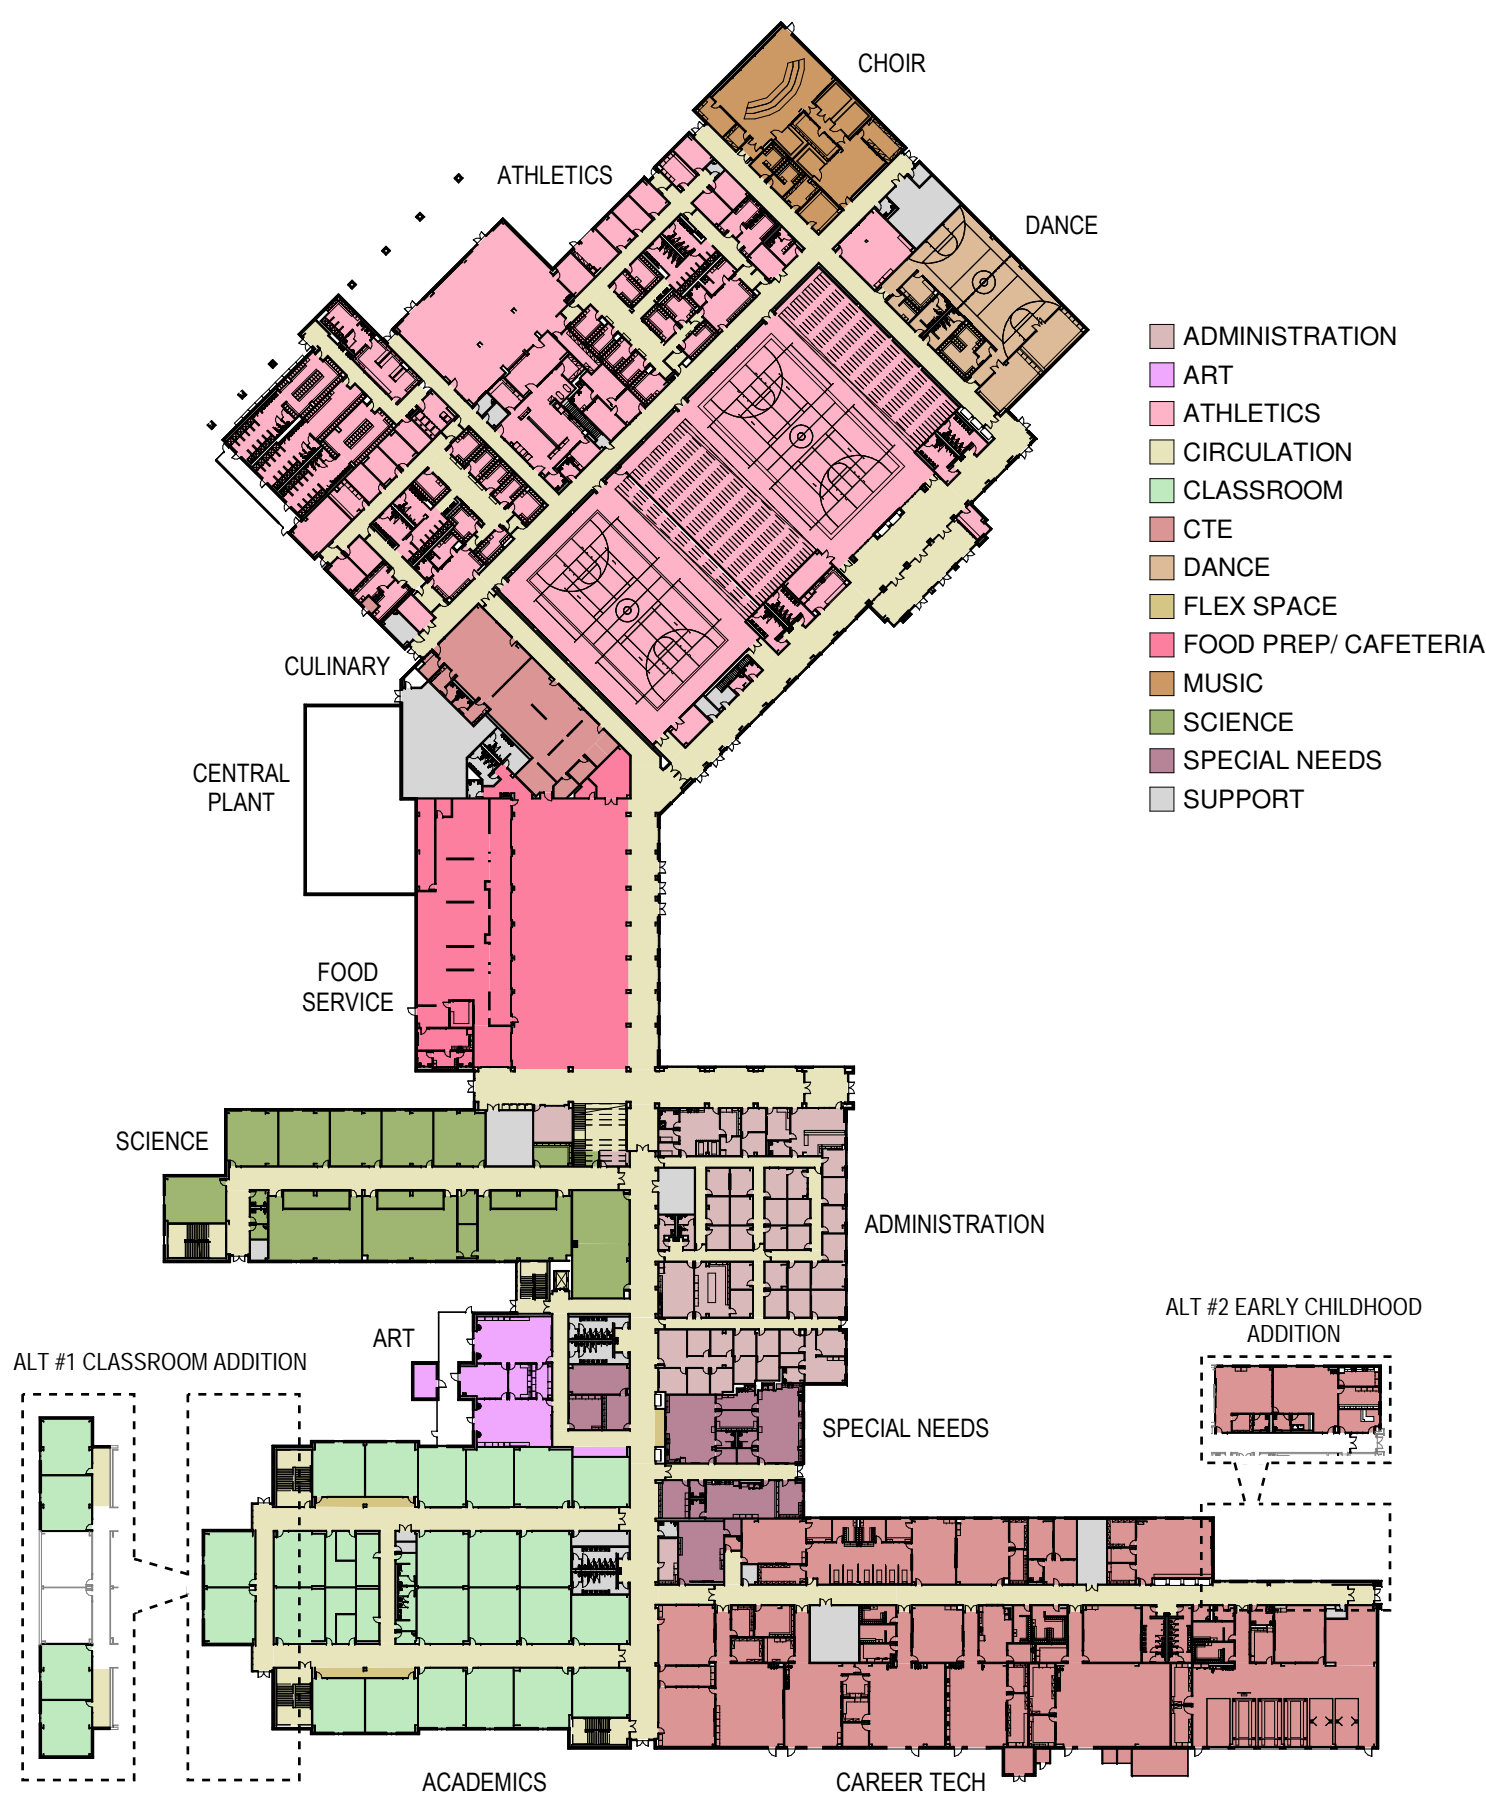 CHOIR
ATHLETICS
DANCE
ADMINISTRATION
ART
ATHLETICS
CIRCULATION
CLASSROOM
CTE
DANCE
FLEX SPACE
FOOD PREP/ CAFETERIA
MUSIC
SCIENCE
SPECIAL NEEDS
SUPPORT
CULINARY
CENTRAL
PLANT
FOOD
SERVICE
SCIENCE
ADMINISTRATION
ALT #2 EARLY CHILDHOOD
ADDITION
ART
ALT #1 CLASSROOM ADDITION
SPECIAL NEEDS
ACADEMICS
CAREER TECH